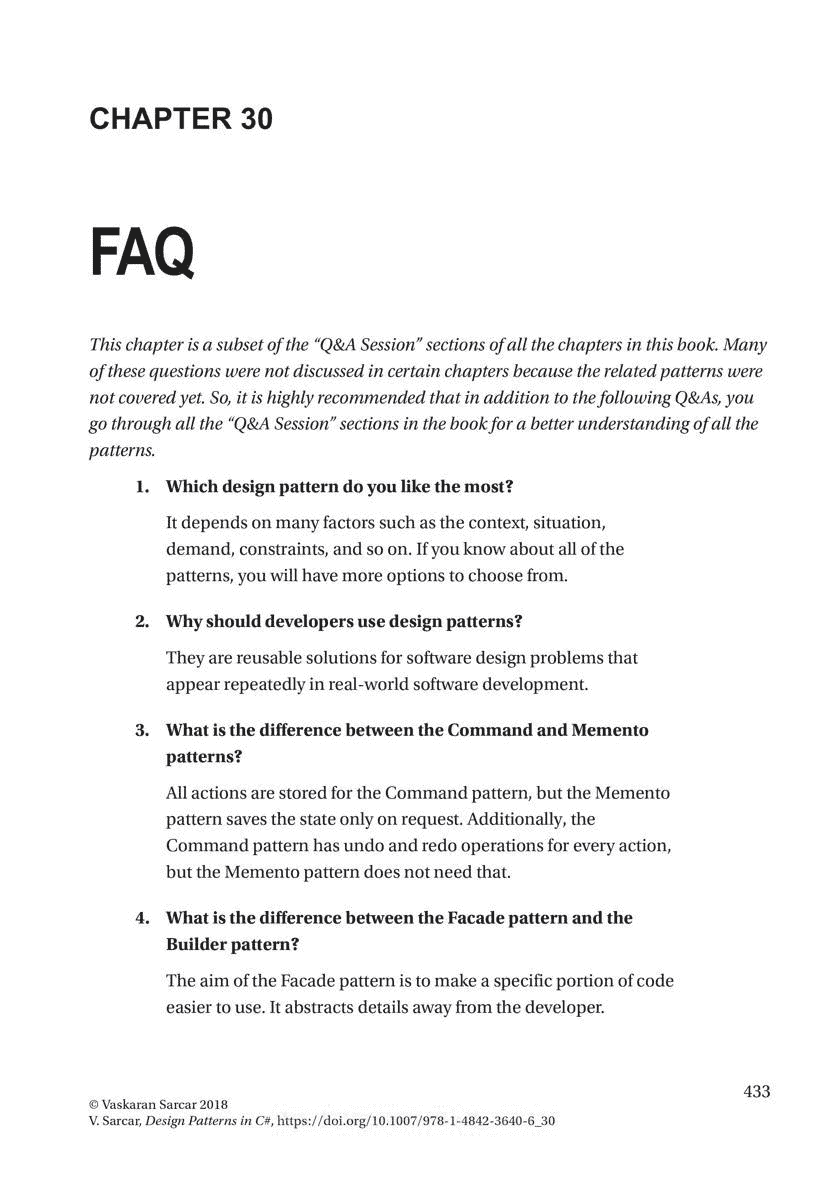 CHAPTER 30
FAQ
This chapter is a subset of the “Q&A Session” sections of all the chapters in this book. Many
of these questions were not discussed in certain chapters because the related patterns were
not covered yet. So, it is highly recommended that in addition to the following Q&As, you
go through all the “Q&A Session” sections in the book for a better understanding of all the
patterns.
1. Which design pattern do you like the most?
It depends on many factors such as the context, situation,
demand, constraints, and so on. If you know about all of the
patterns, you will have more options to choose from.
2. Why should developers use design patterns?
They are reusable solutions for software design problems that
appear repeatedly in real-world software development.
3. What is the difference between the Command and Memento
patterns?
All actions are stored for the Command pattern, but the Memento
pattern saves the state only on request. Additionally, the
Command pattern has undo and redo operations for every action,
but the Memento pattern does not need that.
4. What is the difference between the Facade pattern and the
Builder pattern?
The aim of the Facade pattern is to make a specific portion of code
easier to use. It abstracts details away from the developer.
433
© Vaskaran Sarcar 2018
V. Sarcar, Design Patterns in C#, https://doi.org/10.1007/978-1-4842-3640-6_30